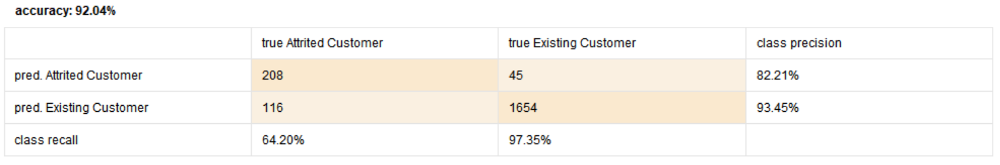 accuracy: 92.04%
true Attrited Customer true Existing Customer class precision
pred. Attrited Customer 208 45 82.21%
pred. Existing Customer 116 1654 93.45%
class recall 64.20% 97.35%